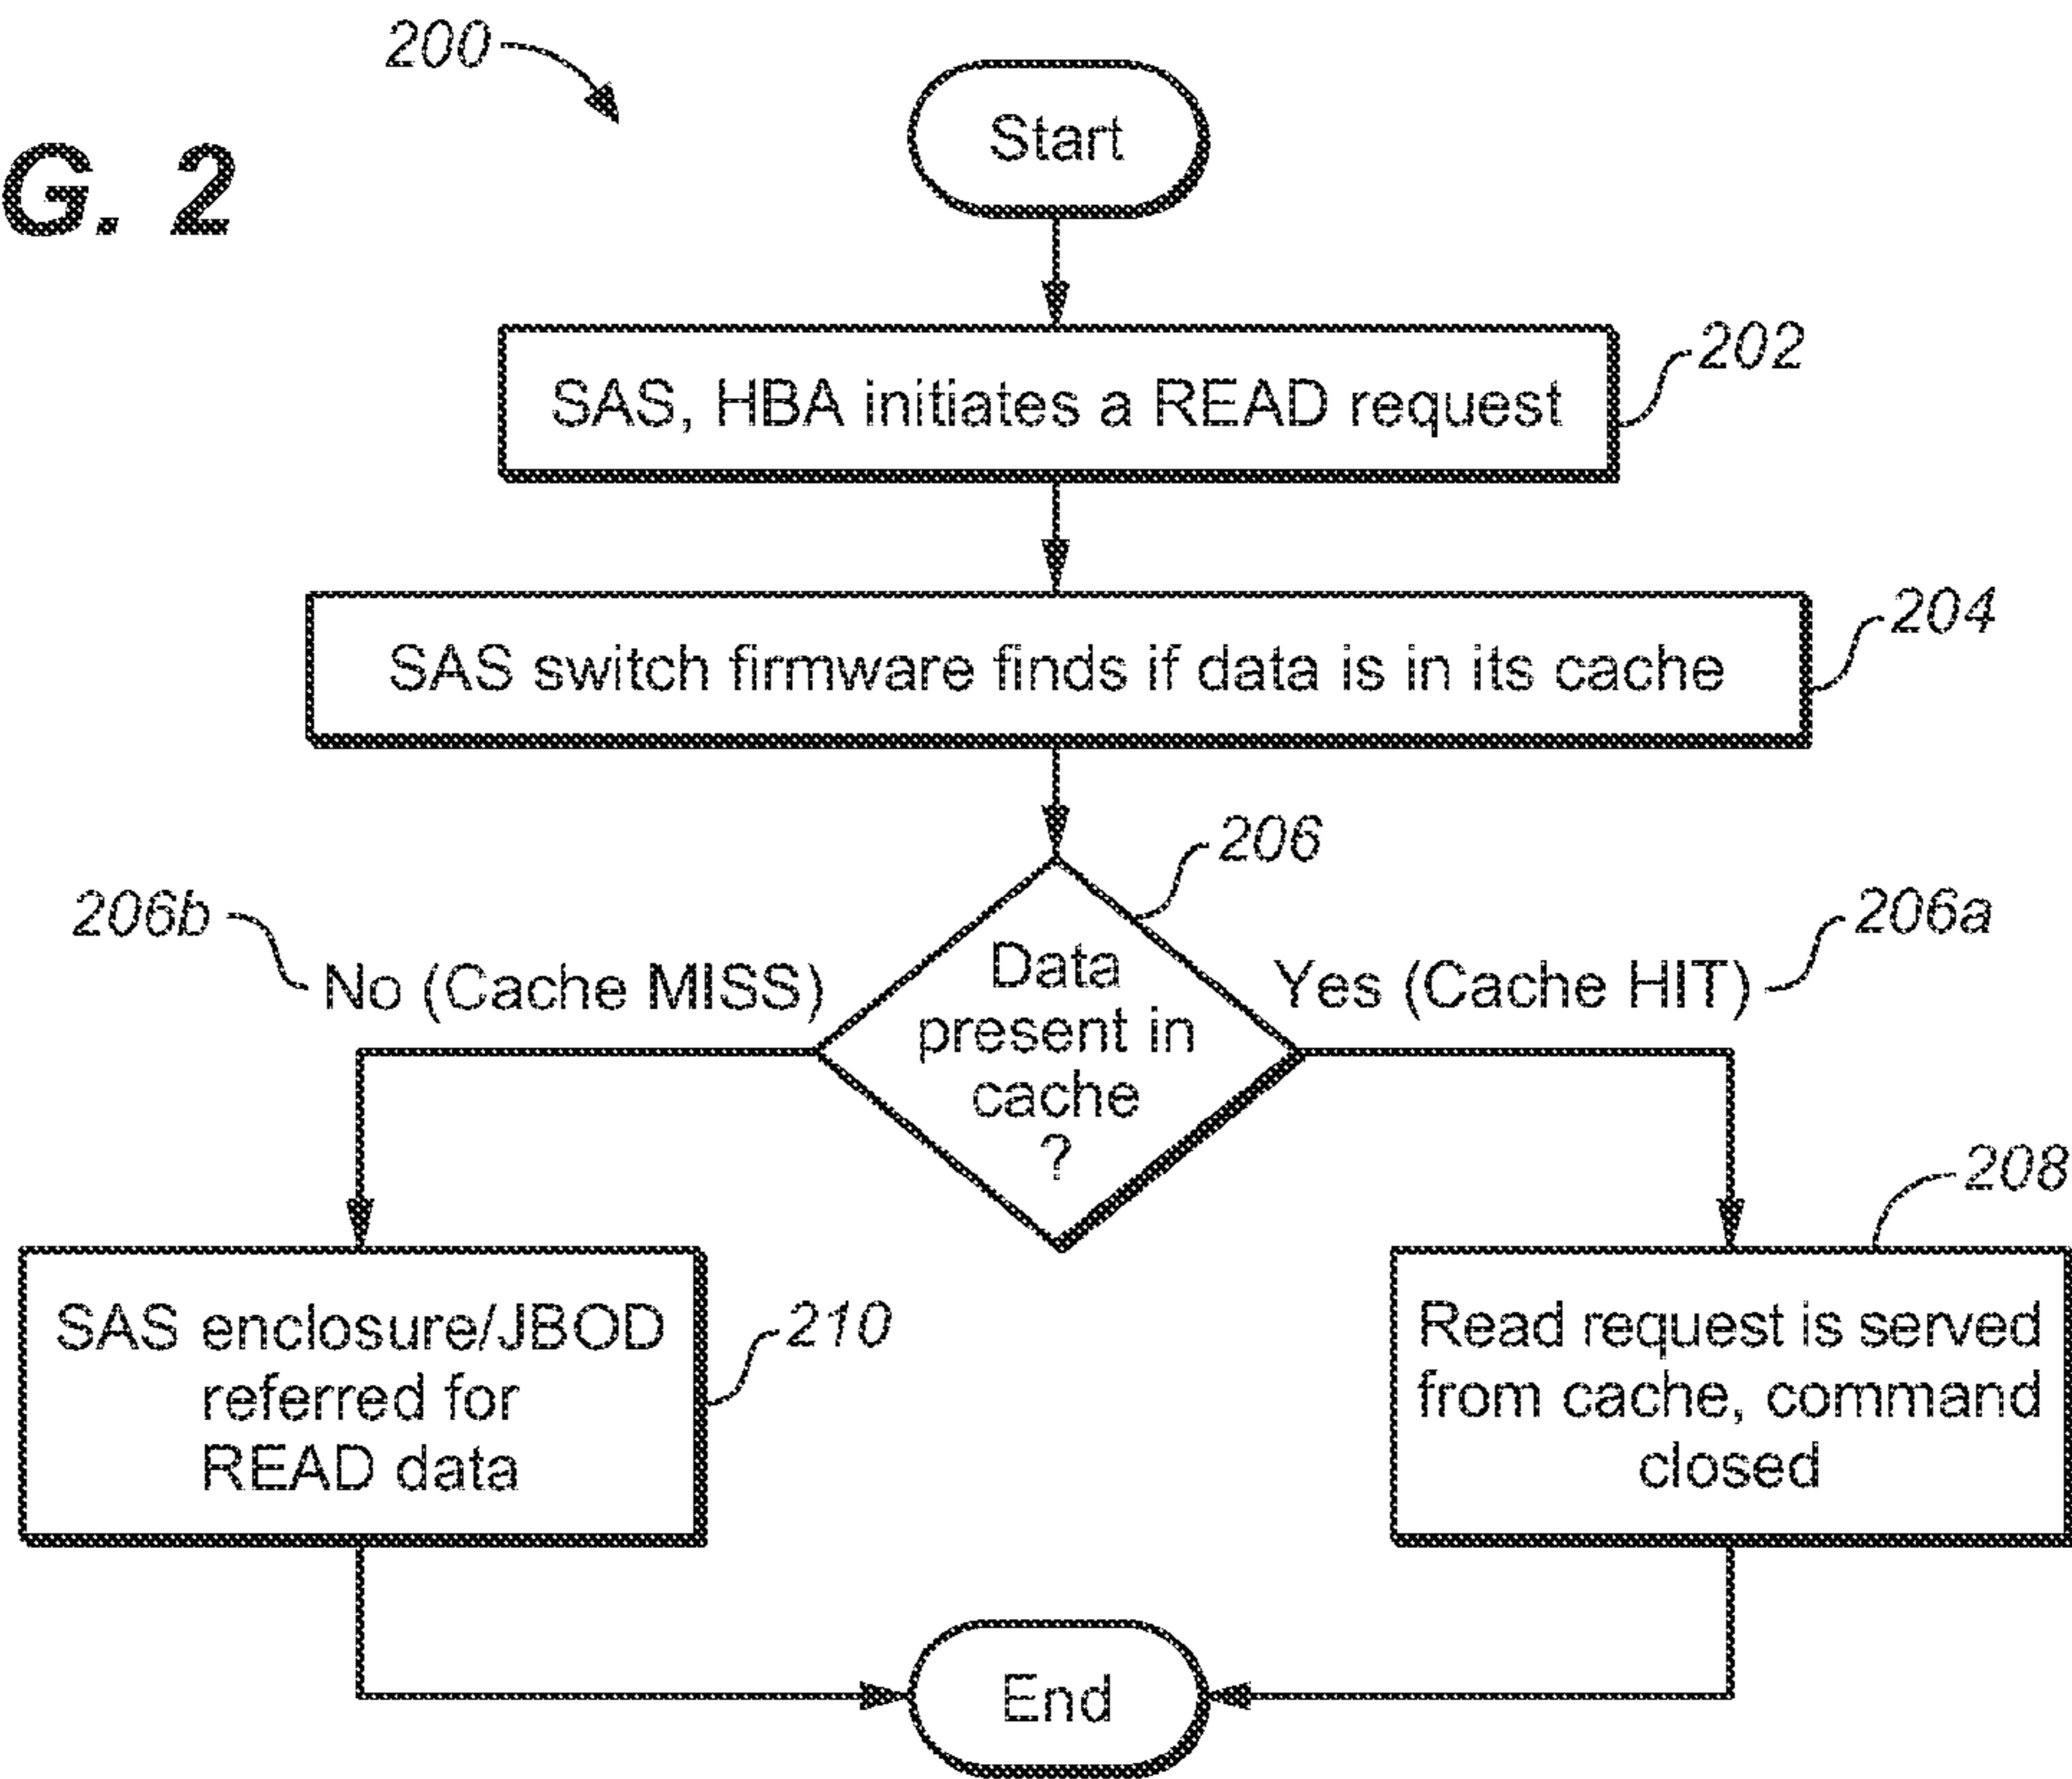 200
G. 2
Start
SAS, HBA initiates a READ request
202
SAS switch firmware finds if data is in its cache
204
206
206b
206a
No (Cache MISS)
Data
present in
cache
?
Yes (Cache HIT)
208
SAS enclosure/JBOD
referred for
READ data
210
Read request is served
from cache, command
closed
End